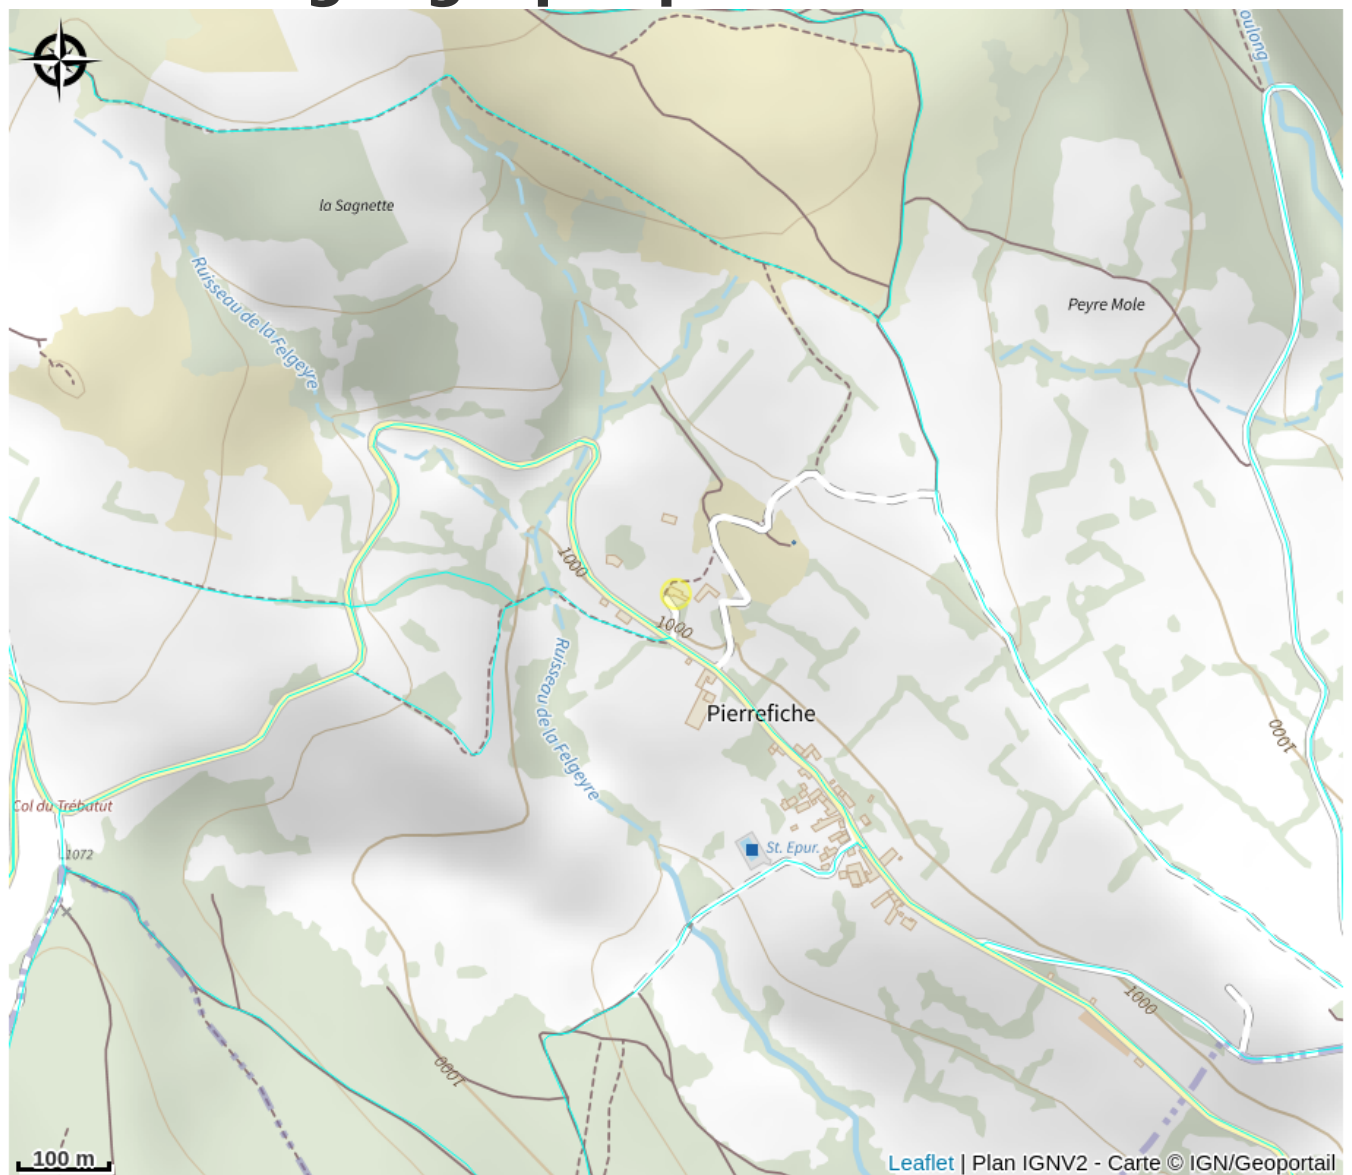 oulong
la Sagnette
Ruisseau de la Felgeyre
Peyre Mole
1000
1000
Ruisseau de la Felgeyre
Pierrefiche
1000
Col du Trébatut
1072
St. Epur.
1000
1000
100 m
Leaflet | Plan IGNV2 - Carte © IGN/Geoportail